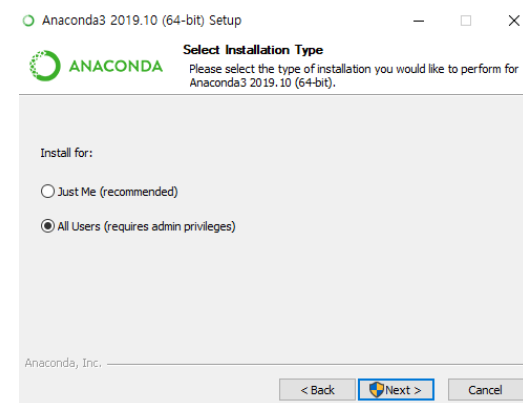 Anaconda3 2019.10 (64-bit) Setup
ANACONDA
Select Installation Type
Please select the type of installation you would like to perform for
Anaconda3 2019.10 (64-bit).
Install for:
Just Me (recommended)
All Users (requires admin privileges)
Anaconda, Inc.
< Back
Next >
Cancel